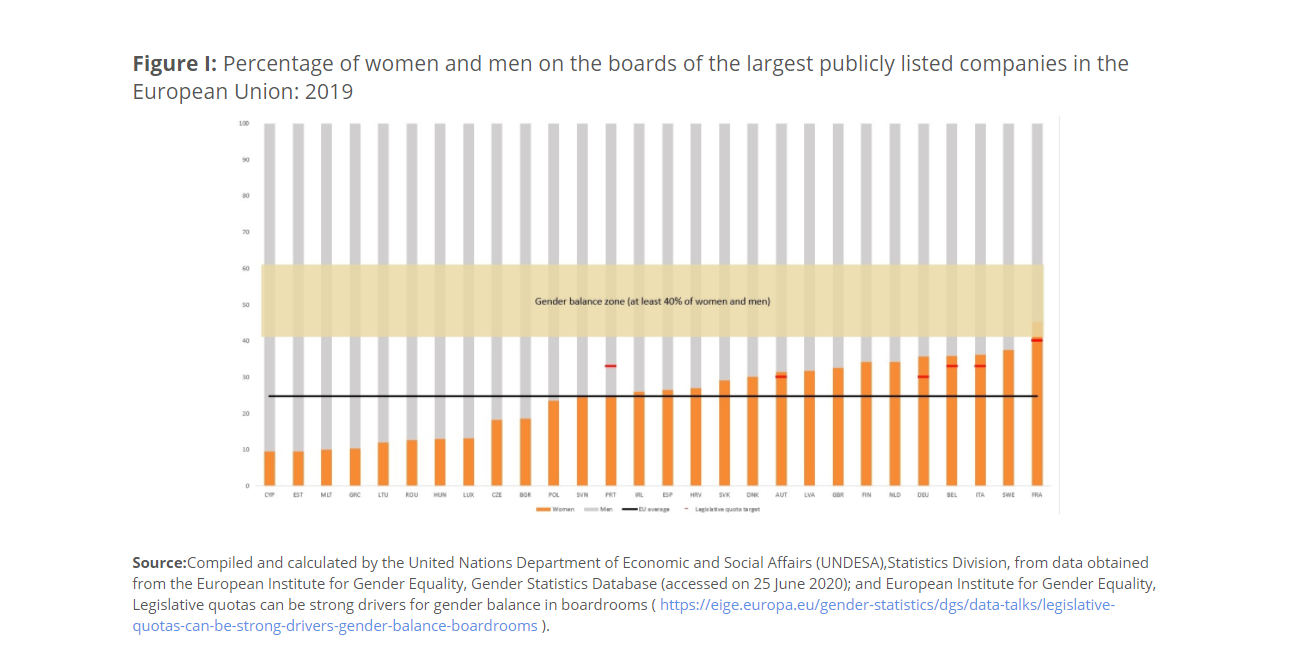 Figure I: Percentage of women and men on the boards of the largest publicly listed companies in the
European Union: 2019
100
90
80
70
60
Gender balance zone (at least 40% of women and men)
50
40
30
20
10
0
CYP EST MLT GRC LTU ROU HUN LUX CZE BGR POL SVN PRT IRL ESP HRV SVK DNK AUT LVA GBR FIN NLD DEU BEL ITA SWE FRA
Women Men EU average Legislative quota target
Source:Compiled and calculated by the United Nations Department of Economic and Social Affairs (UNDESA),Statistics Division, from data obtained
from the European Institute for Gender Equality, Gender Statistics Database (accessed on 25 June 2020); and European Institute for Gender Equality,
Legislative quotas can be strong drivers for gender balance in boardrooms ( https://eige.europa.eu/gender-statistics/dgs/data-talks/legislative-
quotas-can-be-strong-drivers-gender-balance-boardrooms ).